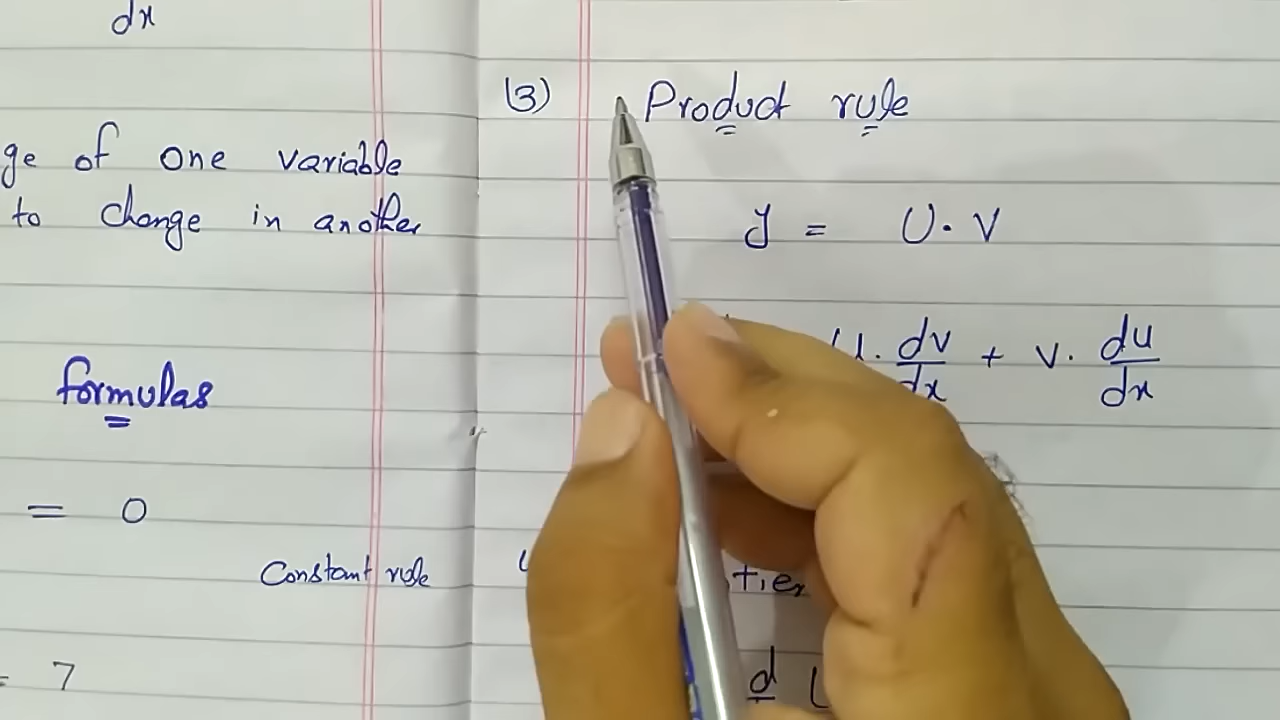 dx
ge of one variable
to change in another
formulas
= 0
Constant rule
= 7
(3) Product rule
y = U · V
u · dv/dx + v · du/dx
d